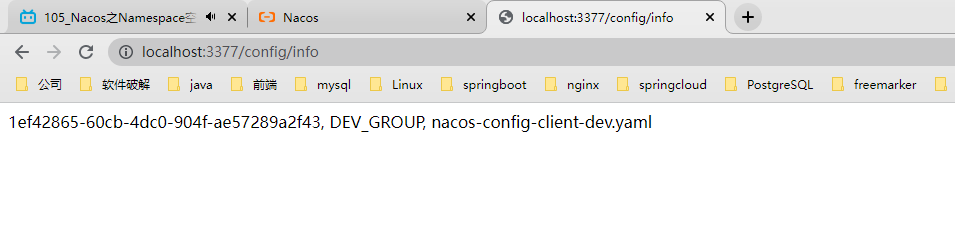 105_Nacos之Namespace空
Nacos
localhost:3377/config/info
localhost:3377/config/info
公司 软件破解 java 前端 mysql Linux springboot nginx springcloud PostgreSQL freemarker
1ef42865-60cb-4dc0-904f-ae57289a2f43, DEV_GROUP, nacos-config-client-dev.yaml